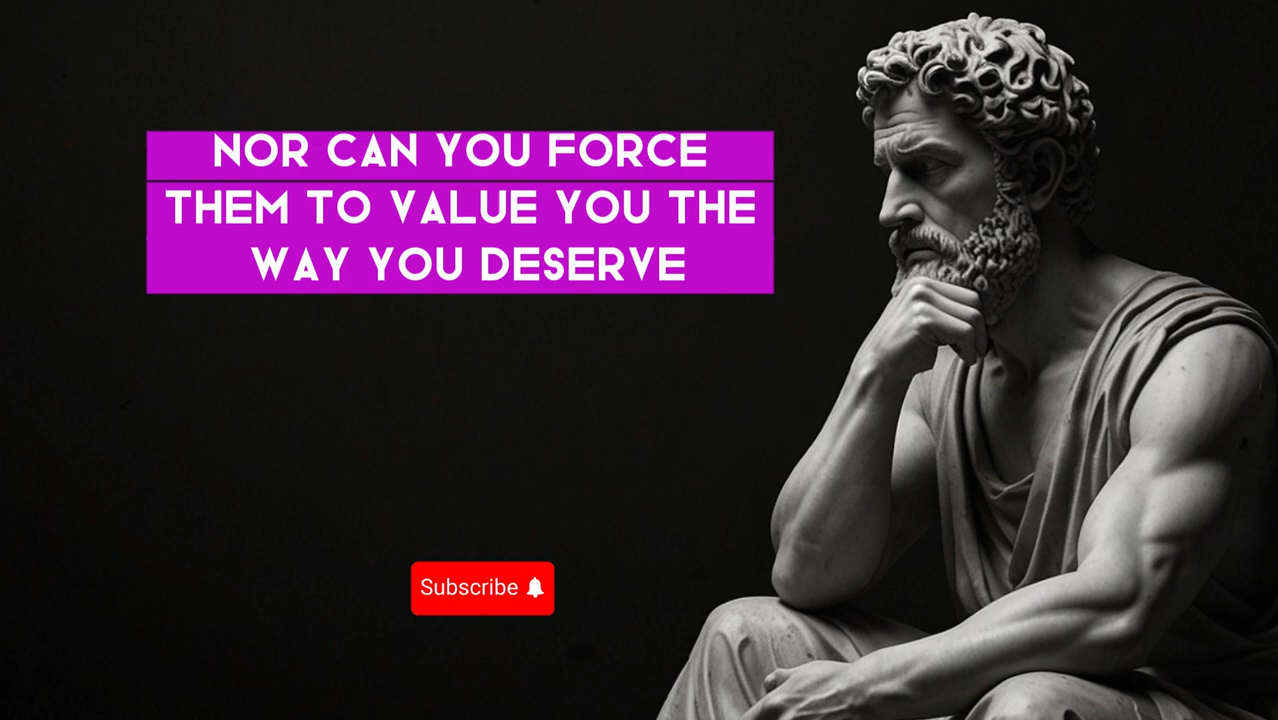 NOR CAN YOU FORCE
THEM TO VALUE YOU THE
WAY YOU DESERVE
Subscribe